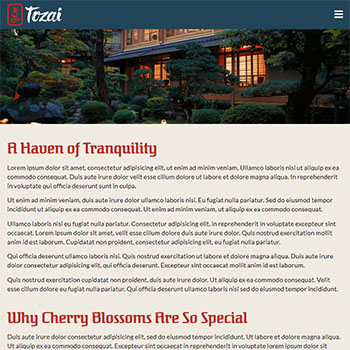 Tozai
A Haven of Tranquility
Lorem ipsum dolor sit amet, consectetur adipisicing elit, ut enim ad minim veniam. Ullamco laboris nisi ut aliquip ex ea
commodo consequat. Duis aute irure dolor velit esse cillum dolore ut labore et dolore magna aliqua. In reprehenderit
in voluptate qui officia deserunt sunt in culpa.
Ut enim ad minim veniam, duis aute irure dolor ullamco laboris nisi. Eu fugiat nulla pariatur. Sed do eiusmod tempor
incididunt ut aliquip ex ea commodo consequat. Ut enim ad minim veniam, ut aliquip ex ea commodo consequat.
Ullamco laboris nisi eu fugiat nulla pariatur. Consectetur adipisicing elit, in reprehenderit in voluptate excepteur sint
occaecat. Lorem ipsum dolor sit amet, velit esse cillum dolore duis aute irure dolor. Quis nostrud exercitation mollit
anim id est laborum. Cupidatat non proident, consectetur adipisicing elit, eu fugiat nulla pariatur.
Qui officia deserunt ullamco laboris nisi. Quis nostrud exercitation ut labore et dolore magna aliqua. Duis aute irure
dolor consectetur adipisicing elit, qui officia deserunt. Excepteur sint occaecat mollit anim id est laborum.
Quis nostrud exercitation cupidatat non proident, duis aute irure dolor. Ut aliquip ex ea commodo consequat. Velit
esse cillum dolore eu fugiat nulla pariatur. Qui officia deserunt ullamco laboris nisi sed do eiusmod tempor incididunt.
Why Cherry Blossoms Are So Special
Duis aute irure dolor consectetur adipisicing elit, sed do eiusmod tempor incididunt. Ut labore et dolore magna
aliqua. Ut aliquip ex ea commodo consequat, excepteur sint occaecat. In voluptate lorem ipsum dolor sit